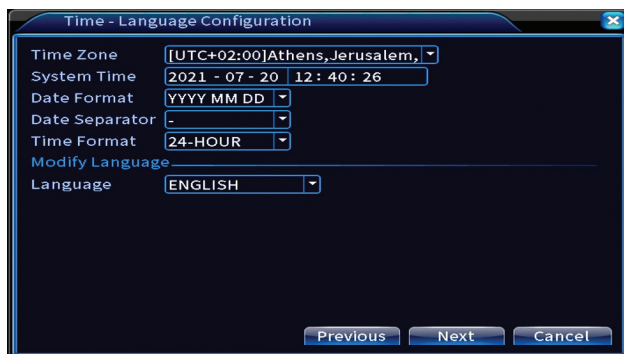 Time - Language Configuration
Time Zone [UTC+02:00]Athens,Jerusalem,
System Time 2021 - 07 - 20 12 : 40 : 26
Date Format YYYY MM DD
Date Separator -
Time Format 24-HOUR
Modify Language
Language ENGLISH
Previous Next Cancel